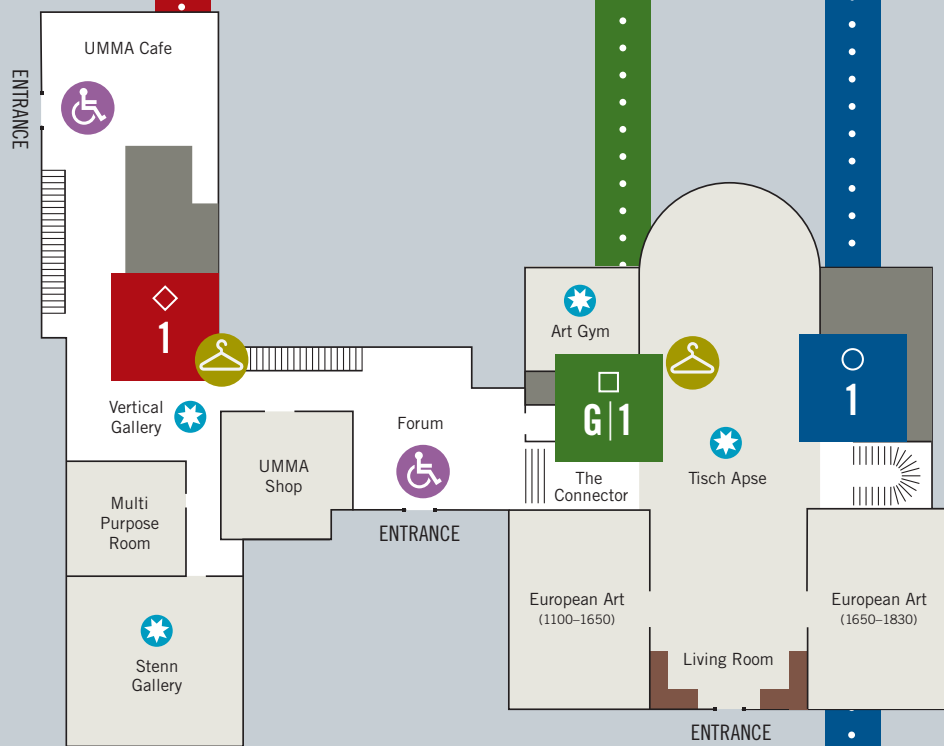 UMMA Cafe
ENTRANCE
1
Art Gym
G|1
1
Vertical
Gallery
Forum
UMMA
Shop
The
Connector
Tisch Apse
Multi
Purpose
Room
ENTRANCE
European Art
(1100–1650)
European Art
(1650–1830)
Living Room
Stenn
Gallery
ENTRANCE